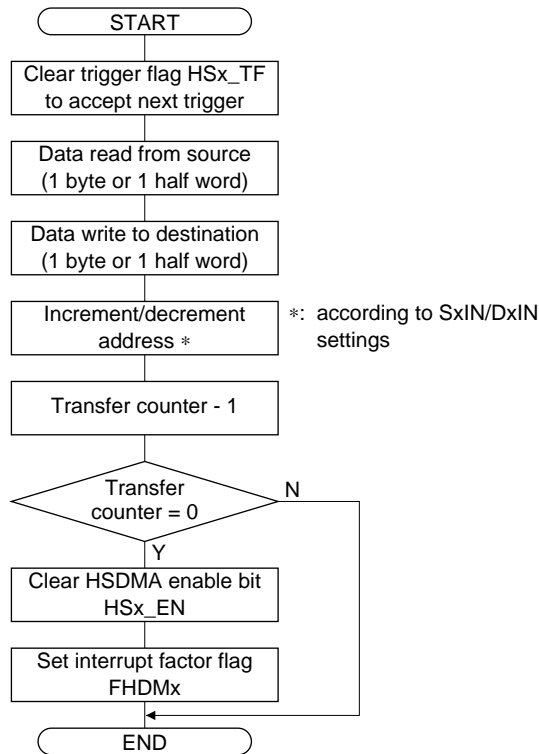 START
Clear trigger flag HSx_TF
to accept next trigger
Data read from source
(1 byte or 1 half word)
Data write to destination
(1 byte or 1 half word)
Increment/decrement
address ∗
∗: according to SxIN/DxIN
settings
Transfer counter - 1
Transfer
counter = 0
N
Y
Clear HSDMA enable bit
HSx_EN
Set interrupt factor flag
FHDMx
END